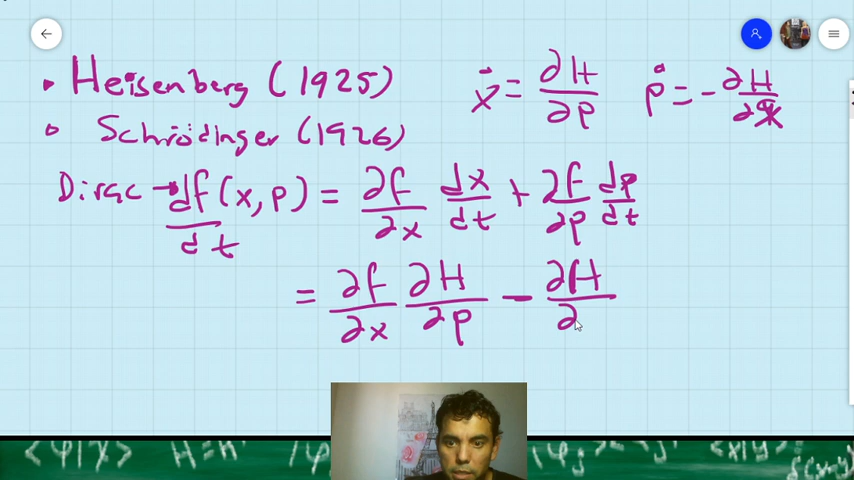 • Heisenberg (1925)
ẋ = ∂H/∂p   ṗ = - ∂H/∂x
• Schrödinger (1926)
Dirac → df(x,p)/dt = ∂f/∂x dx/dt + ∂f/∂p dp/dt
= ∂f/∂x ∂H/∂p - ∂H/∂